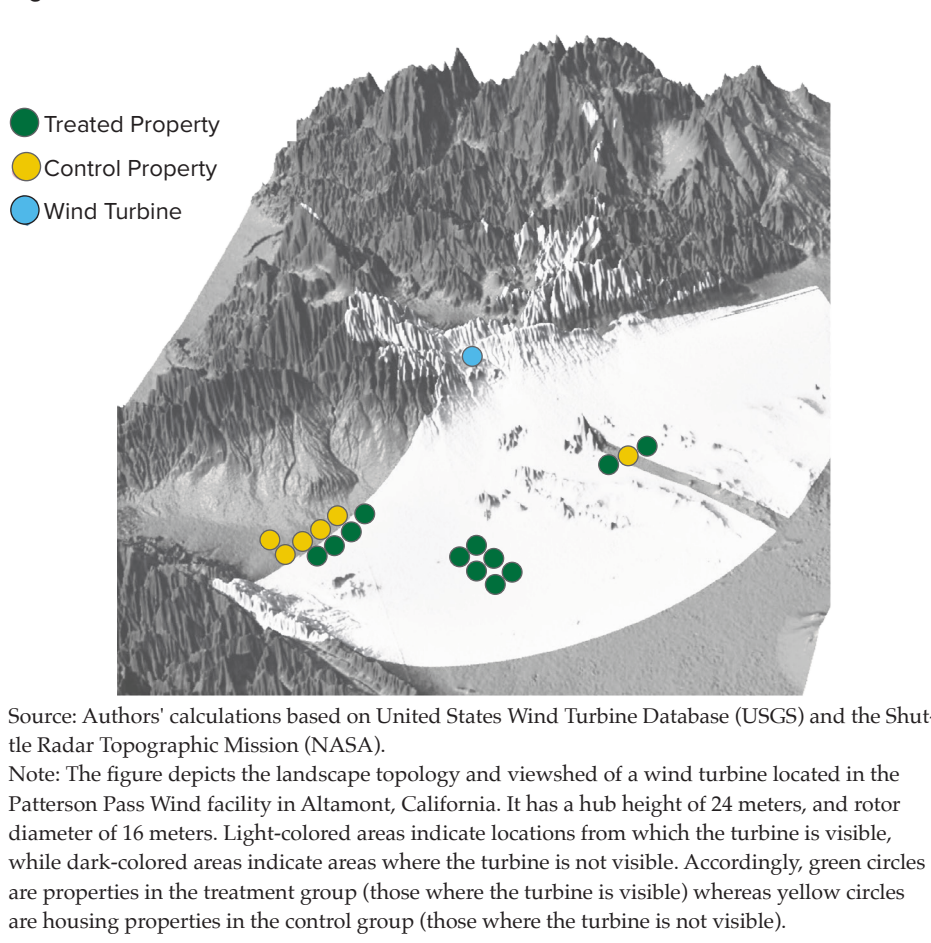 Treated Property
Control Property
Wind Turbine
Source: Authors' calculations based on United States Wind Turbine Database (USGS) and the Shut-
tle Radar Topographic Mission (NASA).
Note: The figure depicts the landscape topology and viewshed of a wind turbine located in the
Patterson Pass Wind facility in Altamont, California. It has a hub height of 24 meters, and rotor
diameter of 16 meters. Light-colored areas indicate locations from which the turbine is visible,
while dark-colored areas indicate areas where the turbine is not visible. Accordingly, green circles
are properties in the treatment group (those where the turbine is visible) whereas yellow circles
are housing properties in the control group (those where the turbine is not visible).